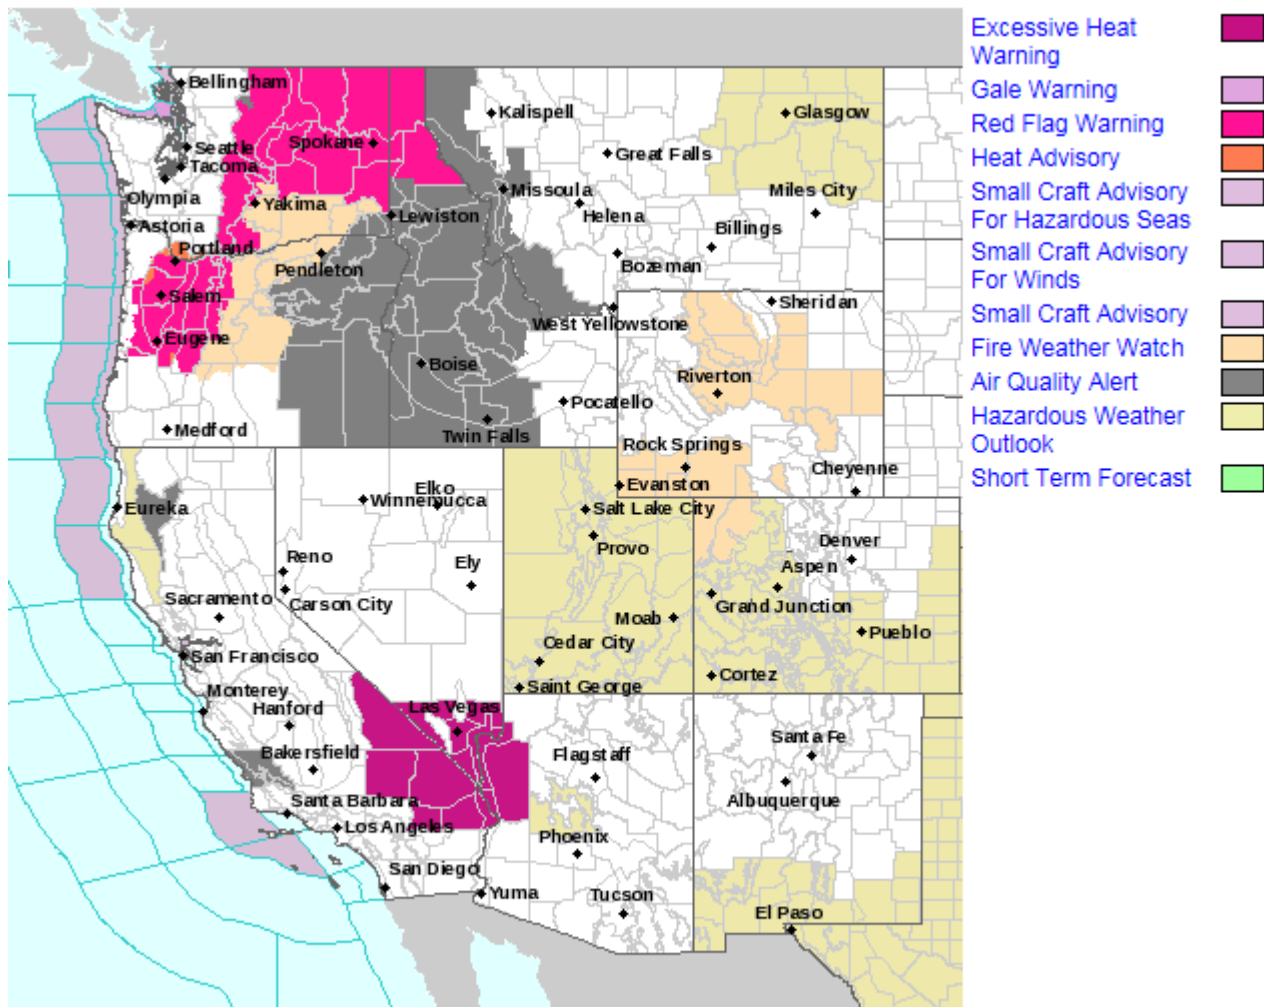 Excessive Heat
Warning
Gale Warning
Red Flag Warning
Heat Advisory
Small Craft Advisory
For Hazardous Seas
Small Craft Advisory
For Winds
Small Craft Advisory
Fire Weather Watch
Air Quality Alert
Hazardous Weather
Outlook
Short Term Forecast
Bellingham
Kalispell
Glasgow
Seattle
Spokane
Great Falls
Tacoma
Olympia
Yakima
Missoula
Miles City
Helena
Astoria
Lewiston
Billings
Portland
Pendleton
Bozeman
Salem
Sheridan
West Yellowstone
Eugene
Boise
Riverton
Pocatello
Medford
Twin Falls
Rock Springs
Cheyenne
Evanston
Elko
Winnemucca
Eureka
Salt Lake City
Provo
Denver
Reno
Ely
Aspen
Carson City
Grand Junction
Sacramento
Moab
Pueblo
Cedar City
San Francisco
Cortez
Saint George
Monterey
Hanford
Las Vegas
Santa Fe
Bakersfield
Flagstaff
Albuquerque
Santa Barbara
Los Angeles
Phoenix
San Diego
Yuma
Tucson
El Paso